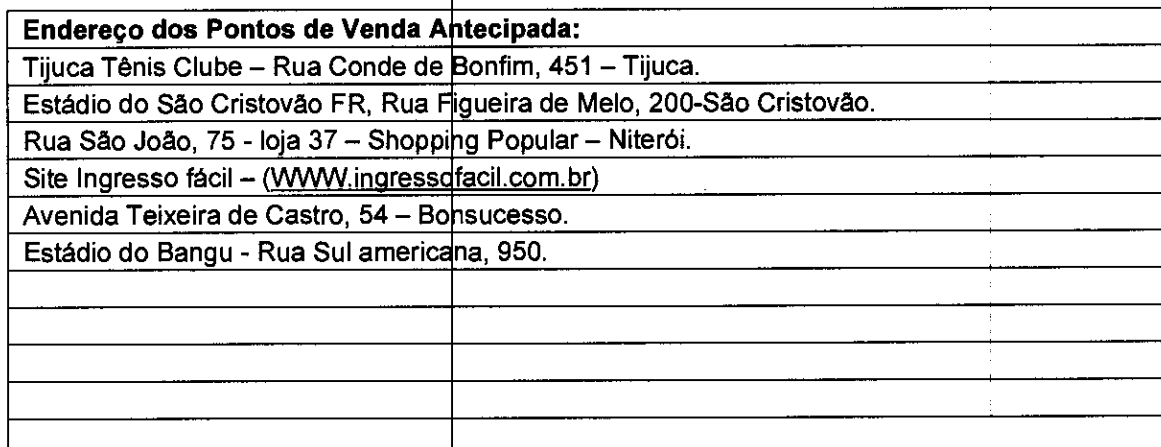 Endereço dos Pontos de Venda Antecipada:
Tijuca Tênis Clube – Rua Conde de Bonfim, 451 – Tijuca.
Estádio do São Cristovão FR, Rua Figueira de Melo, 200-São Cristovão.
Rua São João, 75 - loja 37 – Shopping Popular – Niterói.
Site Ingresso fácil – (WWW.ingressofacil.com.br)
Avenida Teixeira de Castro, 54 – Bonsucesso.
Estádio do Bangu - Rua Sul americana, 950.